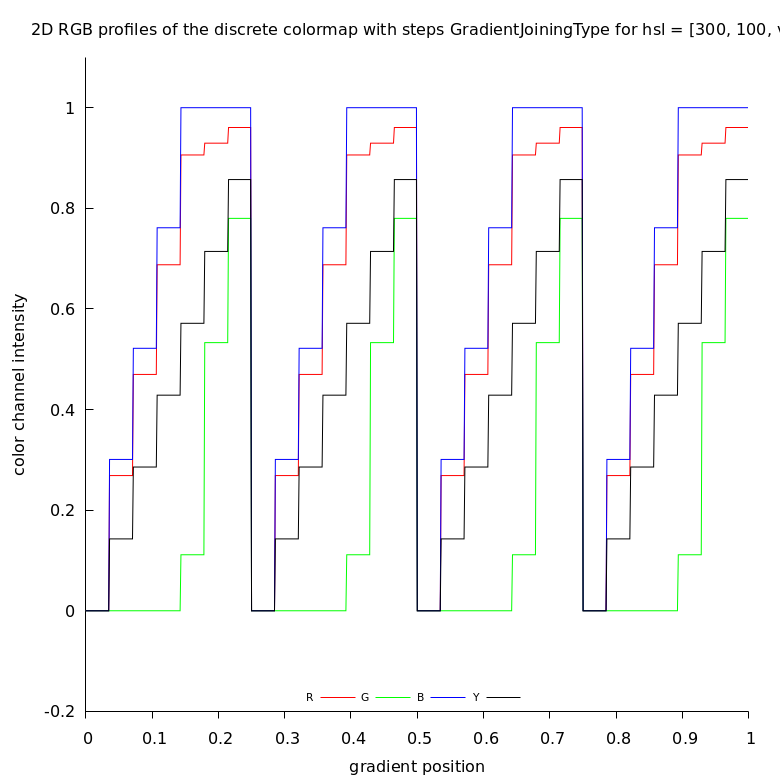 2D RGB profiles of the discrete colormap with steps GradientJoiningType for hsl = [300, 100, v
1
0.8
0.6
0.4
0.2
0
-0.2
color channel intensity
R G B Y
0 0.1 0.2 0.3 0.4 0.5 0.6 0.7 0.8 0.9 1
gradient position